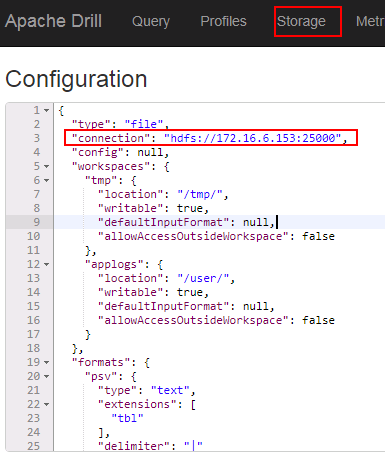 Apache Drill Query Profiles Storage Metr
Configuration
1 {
2 "type": "file",
3 "connection": "hdfs://172.16.6.153:25000",
4 "config": null,
5 "workspaces": {
6 "tmp": {
7 "location": "/tmp/",
8 "writable": true,
9 "defaultInputFormat": null,
10 "allowAccessOutsideWorkspace": false
11 },
12 "applogs": {
13 "location": "/user/",
14 "writable": true,
15 "defaultInputFormat": null,
16 "allowAccessOutsideWorkspace": false
17 }
18 },
19 "formats": {
20 "psv": {
21 "type": "text",
22 "extensions": [
23 "tbl"
24 ],
25 "delimiter": "|"